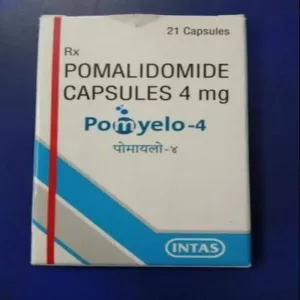 21 Capsules
Rx
POMALIDOMIDE
CAPSULES 4 mg
Pomyelo-4
पोमायलो-४
INTAS